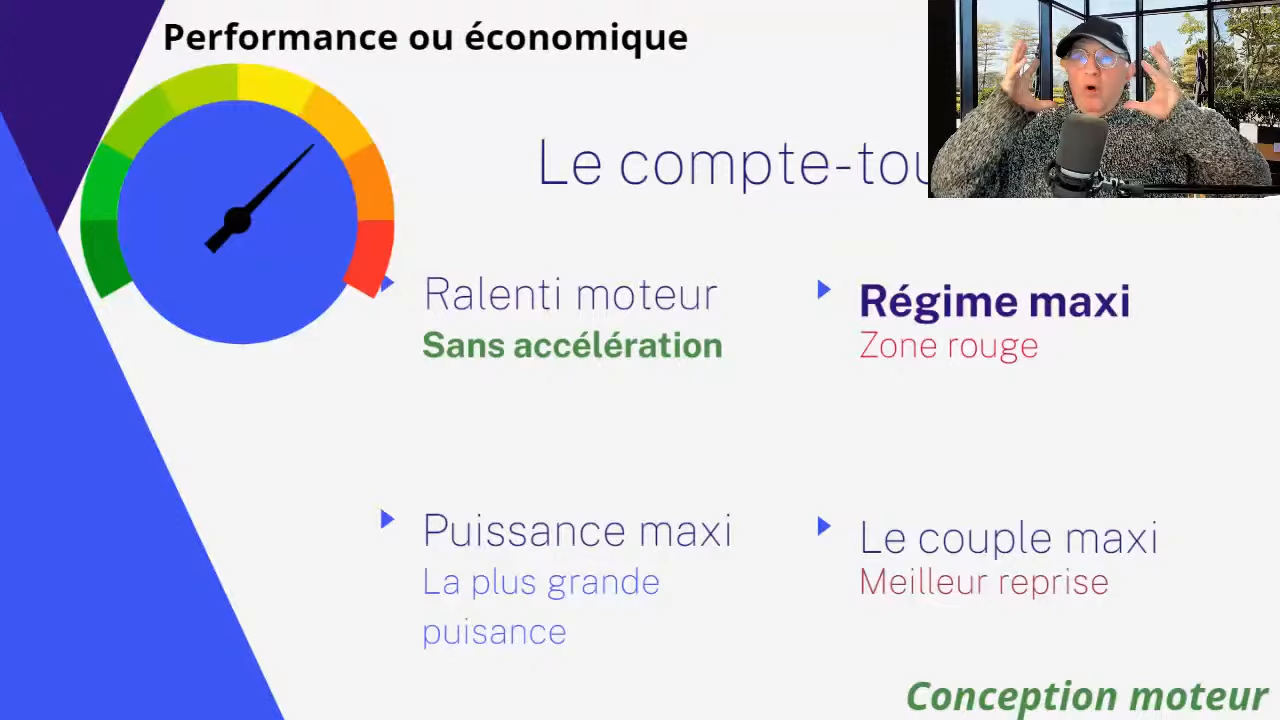 Performance ou économique
Le compte-tou
Ralenti moteur
Sans accélération
Régime maxi
Zone rouge
Puissance maxi
La plus grande
puisance
Le couple maxi
Meilleur reprise
Conception moteur